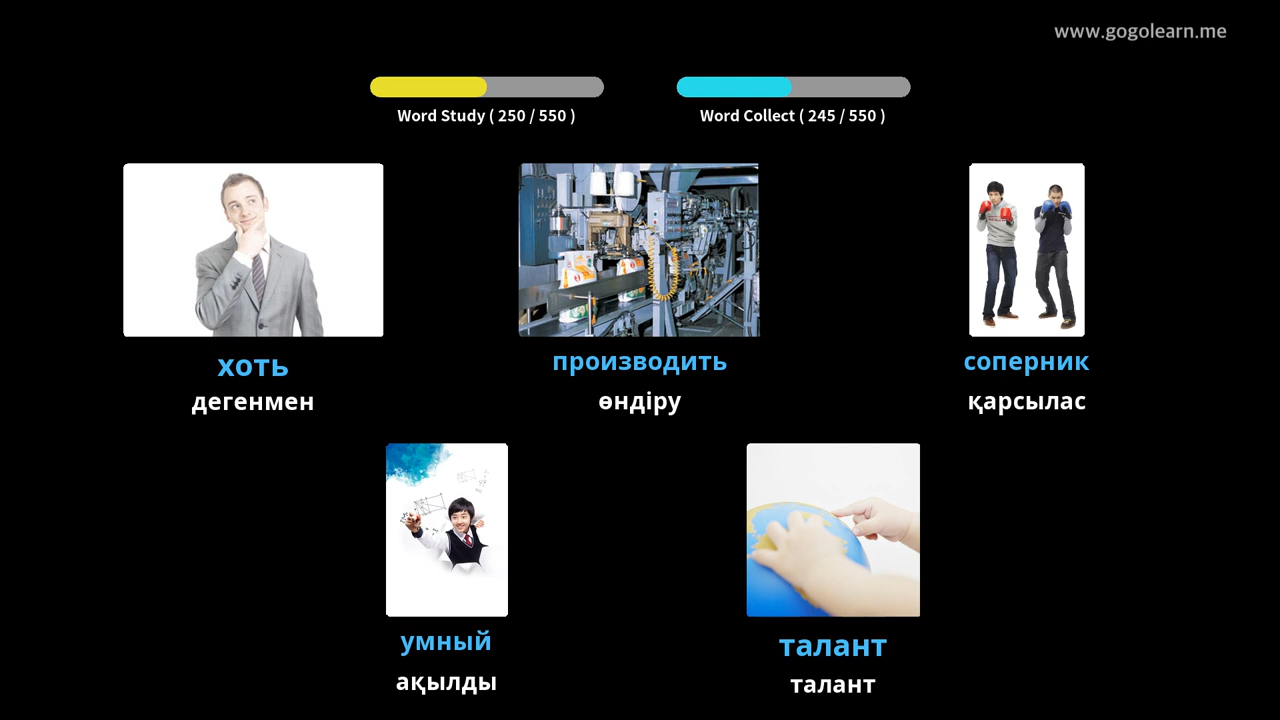 www.gogolearn.me
Word Study ( 250 / 550 )
Word Collect ( 245 / 550 )
хоть
дегенмен
производить
өндіру
соперник
қарсылас
умный
ақылды
талант
талант